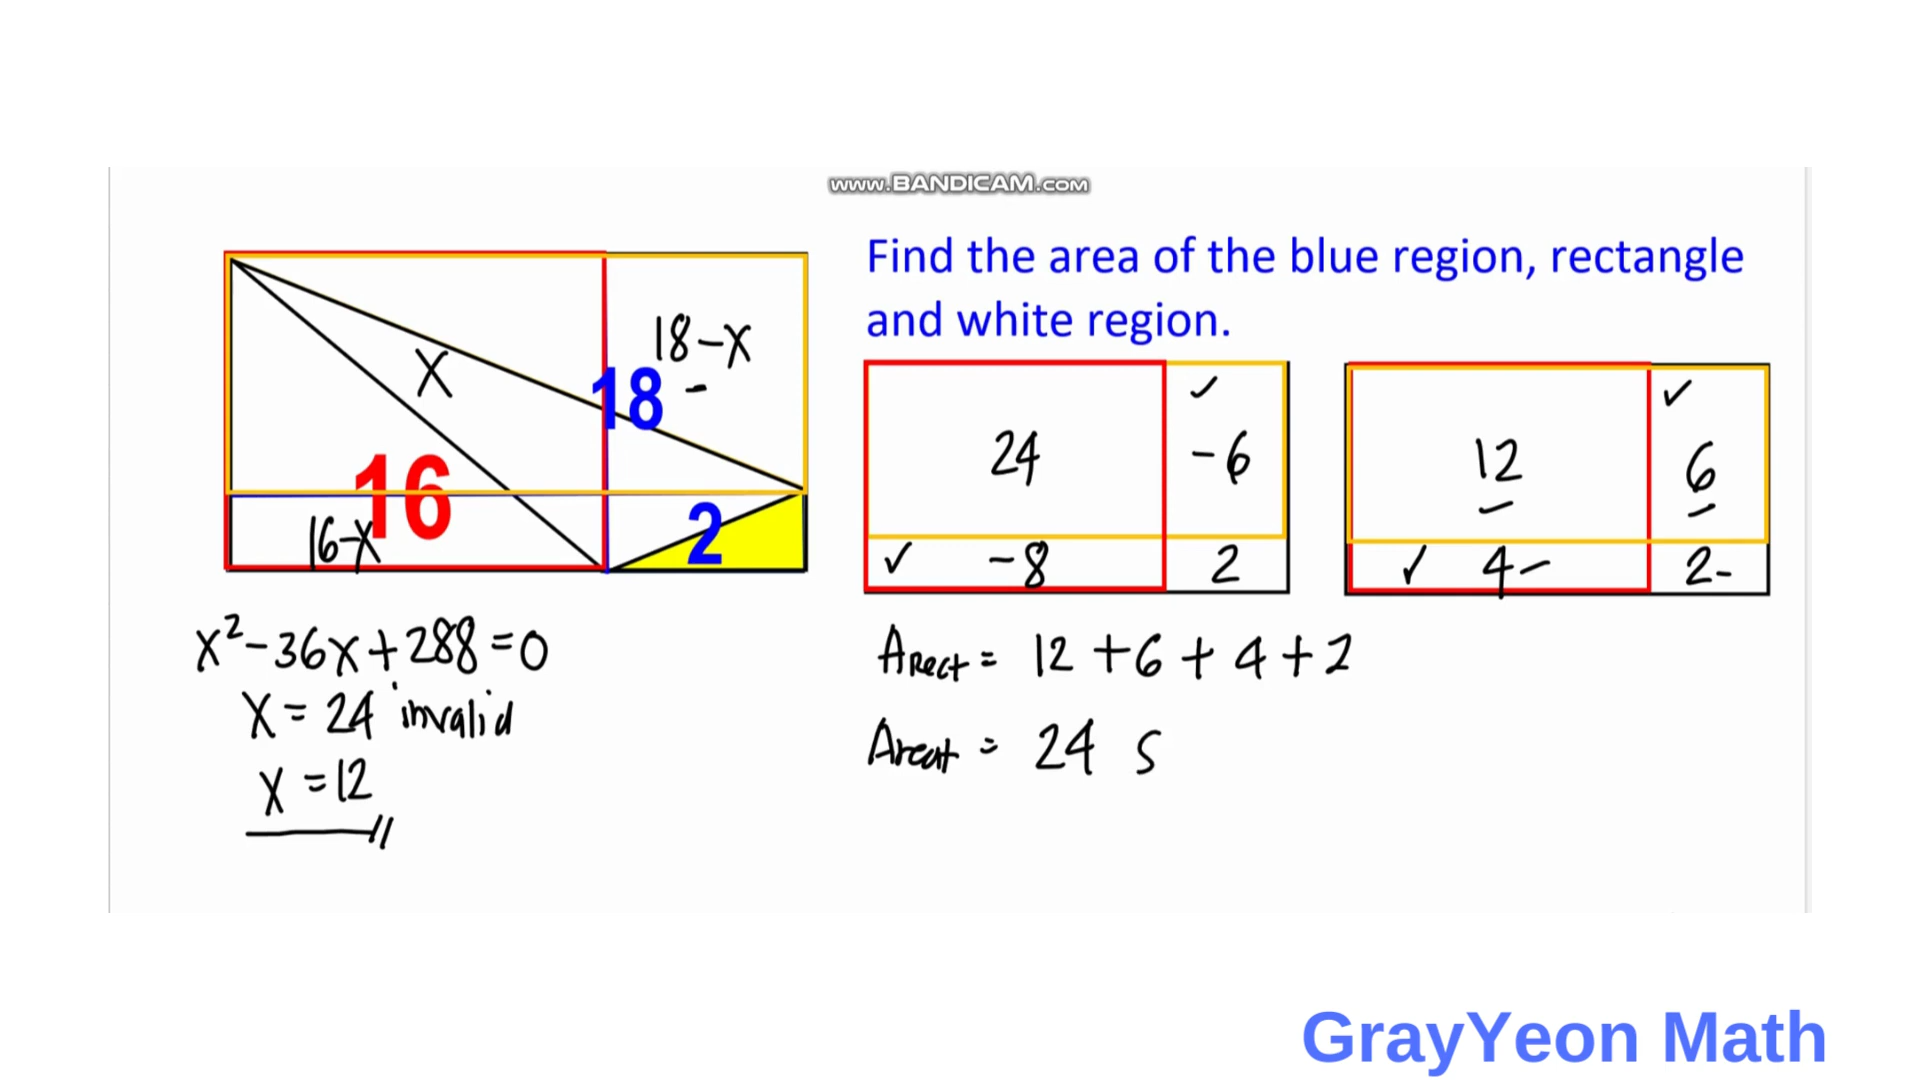 www.BANDICAM.com
Find the area of the blue region, rectangle
and white region.
18-x
x
18 -
16
16-x
2
24
-6
-8
2
12
6
4-
2-
x²-36x+288=0
x = 24 invalid
x = 12
ARect = 12 + 6 + 4 + 2
Arect = 24 s
GrayYeon Math